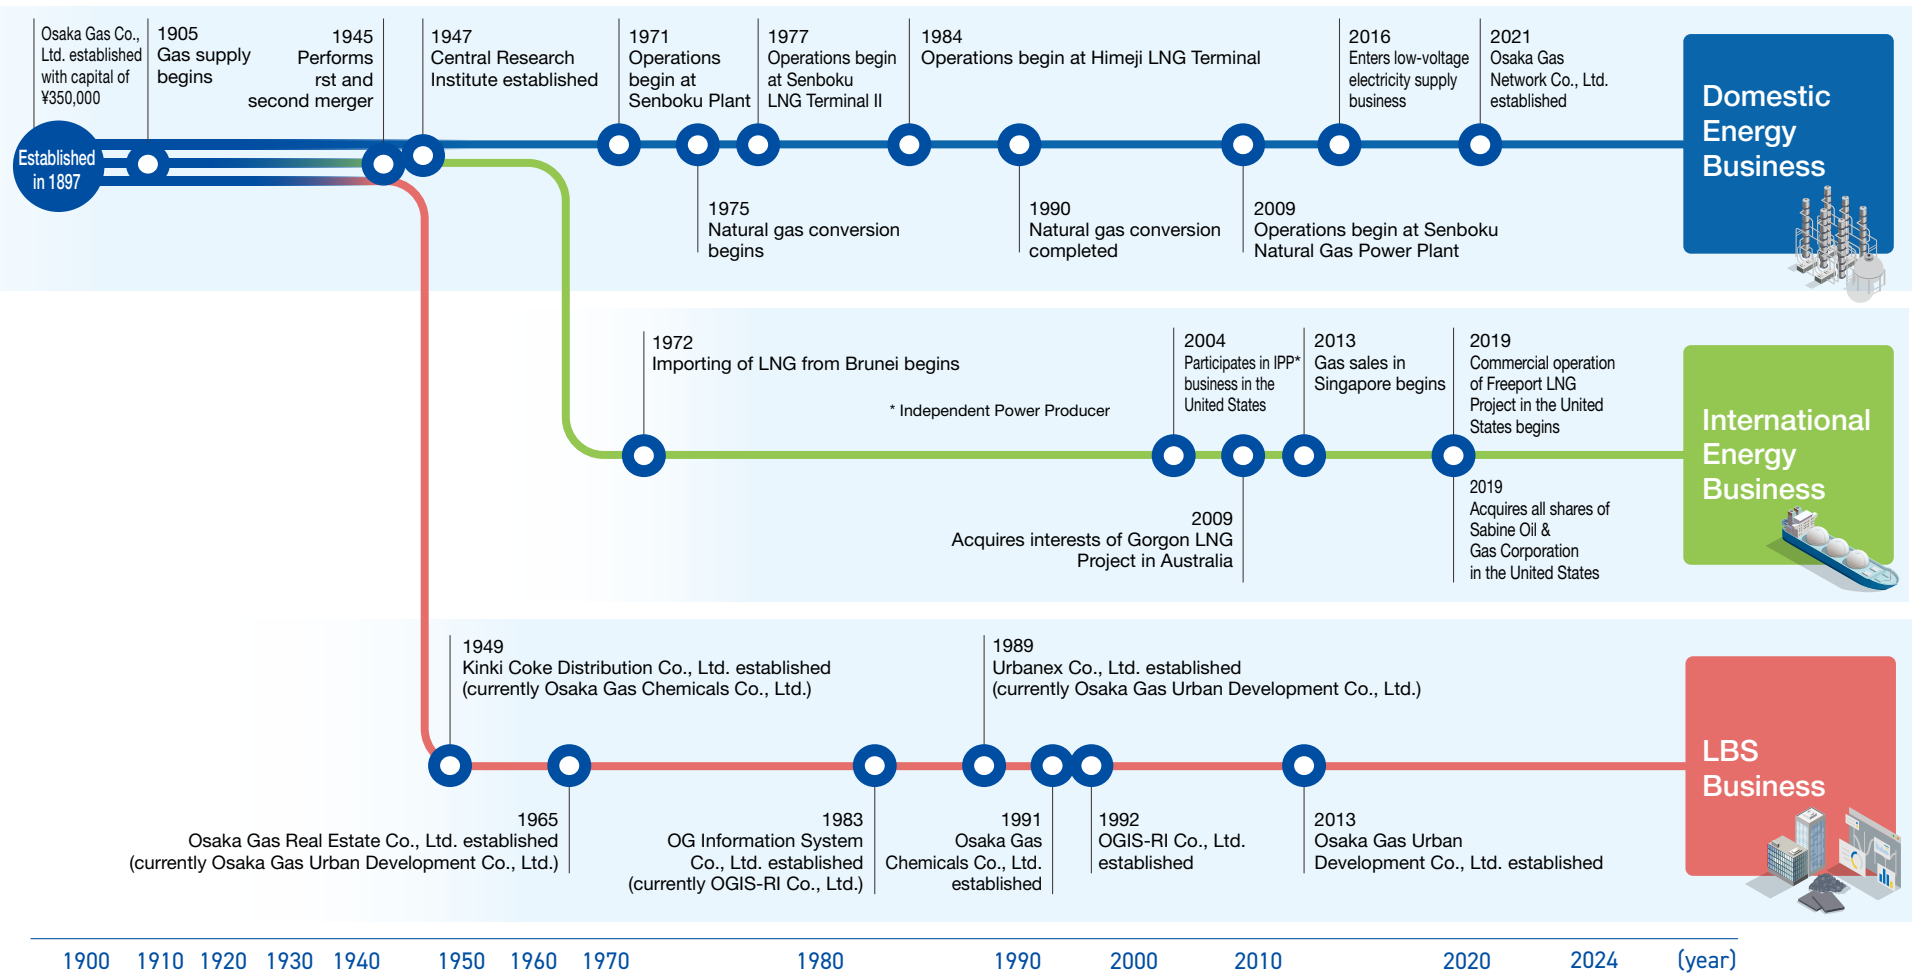 Osaka Gas Co.,
Ltd. established
with capital of
¥350,000
Established
in 1897
1905
Gas supply
begins
1945
Performs
rst and
second merger
1947
Central Research
Institute established
1971
Operations
begin at
Senboku Plant
1977
Operations begin
at Senboku
LNG Terminal II
1984
Operations begin at Himeji LNG Terminal
2016
Enters low-voltage
electricity supply
business
2021
Osaka Gas
Network Co., Ltd.
established
1975
Natural gas conversion
begins
1990
Natural gas conversion
completed
2009
Operations begin at Senboku
Natural Gas Power Plant
Domestic
Energy
Business
1972
Importing of LNG from Brunei begins
* Independent Power Producer
2004
Participates in IPP*
business in the
United States
2013
Gas sales in
Singapore begins
2019
Commercial operation
of Freeport LNG
Project in the United
States begins
2009
Acquires interests of Gorgon LNG
Project in Australia
2019
Acquires all shares of
Sabine Oil &
Gas Corporation
in the United States
International
Energy
Business
1949
Kinki Coke Distribution Co., Ltd. established
(currently Osaka Gas Chemicals Co., Ltd.)
1989
Urbanex Co., Ltd. established
(currently Osaka Gas Urban Development Co., Ltd.)
1965
Osaka Gas Real Estate Co., Ltd. established
(currently Osaka Gas Urban Development Co., Ltd.)
1983
OG Information System
Co., Ltd. established
(currently OGIS-RI Co., Ltd.)
1991
Osaka Gas
Chemicals Co., Ltd.
established
1992
OGIS-RI Co., Ltd.
established
2013
Osaka Gas Urban
Development Co., Ltd. established
LBS
Business
1900 1910 1920 1930 1940 1950 1960 1970 1980 1990 2000 2010 2020 2024 (year)